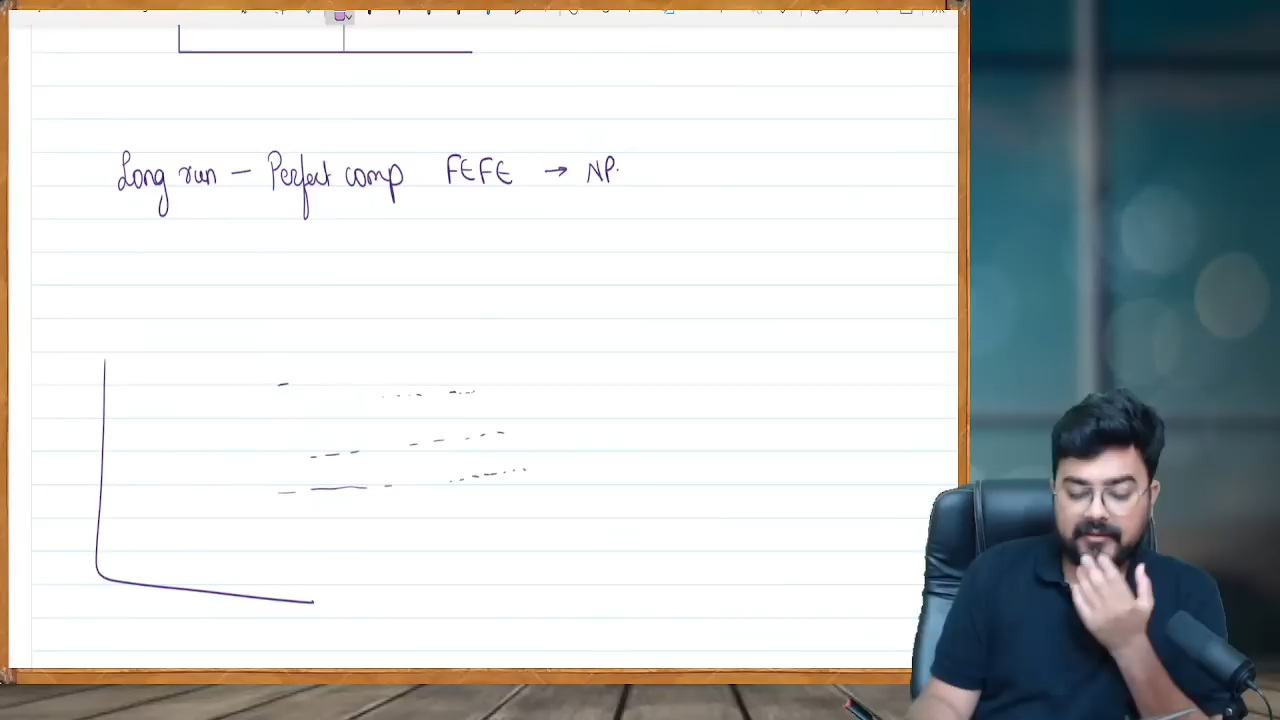 Long run – Perfect comp FEFE → NP.